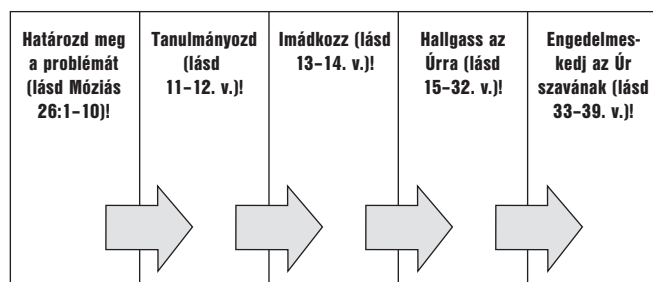 Határozd meg
a problémát
(lásd Móziás
26:1–10)!
Tanulmányozd
(lásd
11–12. v.)!
Imádkozz (lásd
13–14. v.)!
Hallgass az
Úrra (lásd
15–32. v.)!
Engedelmes-
kedj az Úr
szavának (lásd
33–39. v.)!